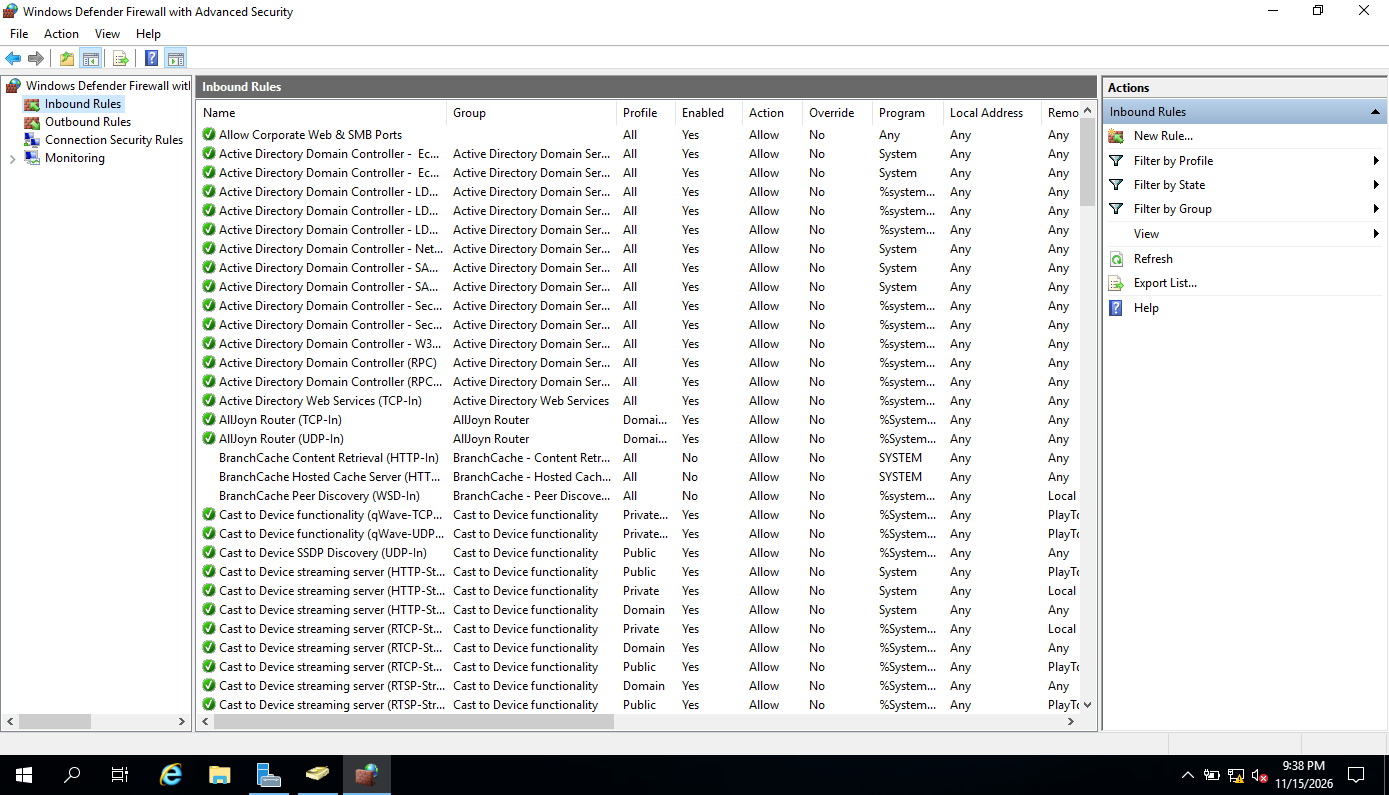 Windows Defender Firewall with Advanced Security
File Action View Help
Windows Defender Firewall wit
Inbound Rules
Outbound Rules
Connection Security Rules
Monitoring
Inbound Rules
Name Group Profile Enabled Action Override Program Local Address Remo
Allow Corporate Web & SMB Ports All Yes Allow No Any Any Any
Active Directory Domain Controller - Ec... Active Directory Domain Ser... All Yes Allow No System Any Any
Active Directory Domain Controller - Ec... Active Directory Domain Ser... All Yes Allow No System Any Any
Active Directory Domain Controller - LD... Active Directory Domain Ser... All Yes Allow No %system... Any Any
Active Directory Domain Controller - LD... Active Directory Domain Ser... All Yes Allow No %system... Any Any
Active Directory Domain Controller - LD... Active Directory Domain Ser... All Yes Allow No %system... Any Any
Active Directory Domain Controller - Net... Active Directory Domain Ser... All Yes Allow No System Any Any
Active Directory Domain Controller - SA... Active Directory Domain Ser... All Yes Allow No System Any Any
Active Directory Domain Controller - SA... Active Directory Domain Ser... All Yes Allow No System Any Any
Active Directory Domain Controller - Sec... Active Directory Domain Ser... All Yes Allow No %system... Any Any
Active Directory Domain Controller - Sec... Active Directory Domain Ser... All Yes Allow No %system... Any Any
Active Directory Domain Controller - W3... Active Directory Domain Ser... All Yes Allow No %system... Any Any
Active Directory Domain Controller (RPC) Active Directory Domain Ser... All Yes Allow No %system... Any Any
Active Directory Domain Controller (RPC... Active Directory Domain Ser... All Yes Allow No %system... Any Any
Active Directory Web Services (TCP-In) Active Directory Web Services All Yes Allow No %system... Any Any
AllJoyn Router (TCP-In) AllJoyn Router Domai... Yes Allow No %System... Any Any
AllJoyn Router (UDP-In) AllJoyn Router Domai... Yes Allow No %System... Any Any
BranchCache Content Retrieval (HTTP-In) BranchCache - Content Retr... All No Allow No SYSTEM Any Any
BranchCache Hosted Cache Server (HTT... BranchCache - Hosted Cach... All No Allow No SYSTEM Any Any
BranchCache Peer Discovery (WSD-In) BranchCache - Peer Discove... All No Allow No %system... Any Local
Cast to Device functionality (qWave-TCP... Cast to Device functionality Private... Yes Allow No %System... Any PlayTo
Cast to Device functionality (qWave-UDP... Cast to Device functionality Private... Yes Allow No %System... Any PlayTo
Cast to Device SSDP Discovery (UDP-In) Cast to Device functionality Public Yes Allow No %System... Any Any
Cast to Device streaming server (HTTP-St... Cast to Device functionality Public Yes Allow No System Any PlayTo
Cast to Device streaming server (HTTP-St... Cast to Device functionality Private Yes Allow No System Any Local
Cast to Device streaming server (HTTP-St... Cast to Device functionality Domain Yes Allow No System Any Any
Cast to Device streaming server (RTCP-St... Cast to Device functionality Private Yes Allow No %System... Any Local
Cast to Device streaming server (RTCP-St... Cast to Device functionality Domain Yes Allow No %System... Any Any
Cast to Device streaming server (RTCP-St... Cast to Device functionality Public Yes Allow No %System... Any PlayTo
Cast to Device streaming server (RTSP-Str... Cast to Device functionality Domain Yes Allow No %System... Any Any
Cast to Device streaming server (RTSP-Str... Cast to Device functionality Public Yes Allow No %System... Any PlayTo
Actions
Inbound Rules
New Rule...
Filter by Profile
Filter by State
Filter by Group
View
Refresh
Export List...
Help
9:38 PM
11/15/2026